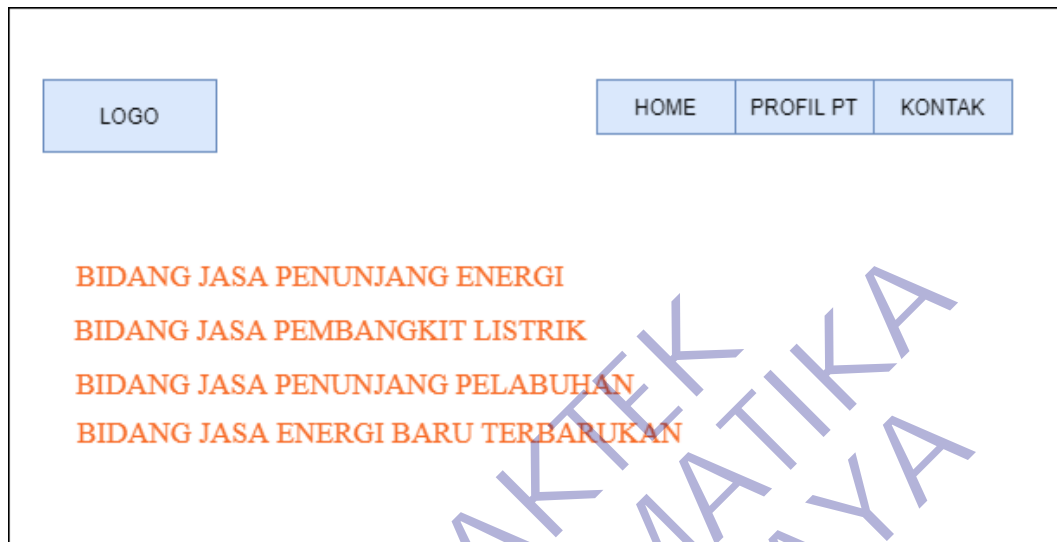 LOGO
HOME PROFIL PT KONTAK
BIDANG JASA PENUNJANG ENERGI
BIDANG JASA PEMBANGKIT LISTRIK
BIDANG JASA PENUNJANG PELABUHAN
BIDANG JASA ENERGI BARU TERBARUKAN